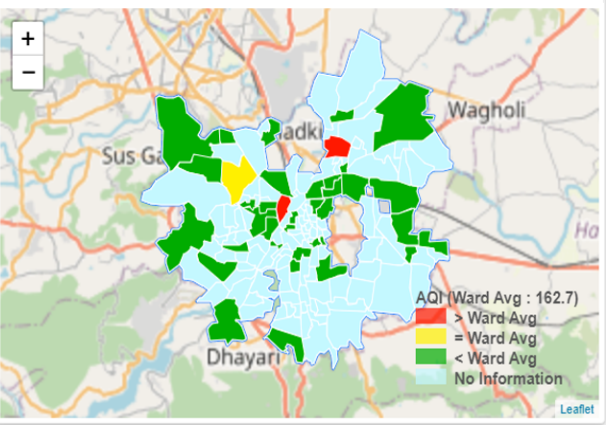 +
−
Wagholi
adki
Sus Ga
Ha
AQI (Ward Avg : 162.7)
> Ward Avg
= Ward Avg
< Ward Avg
No Information
Dhayari
Leaflet